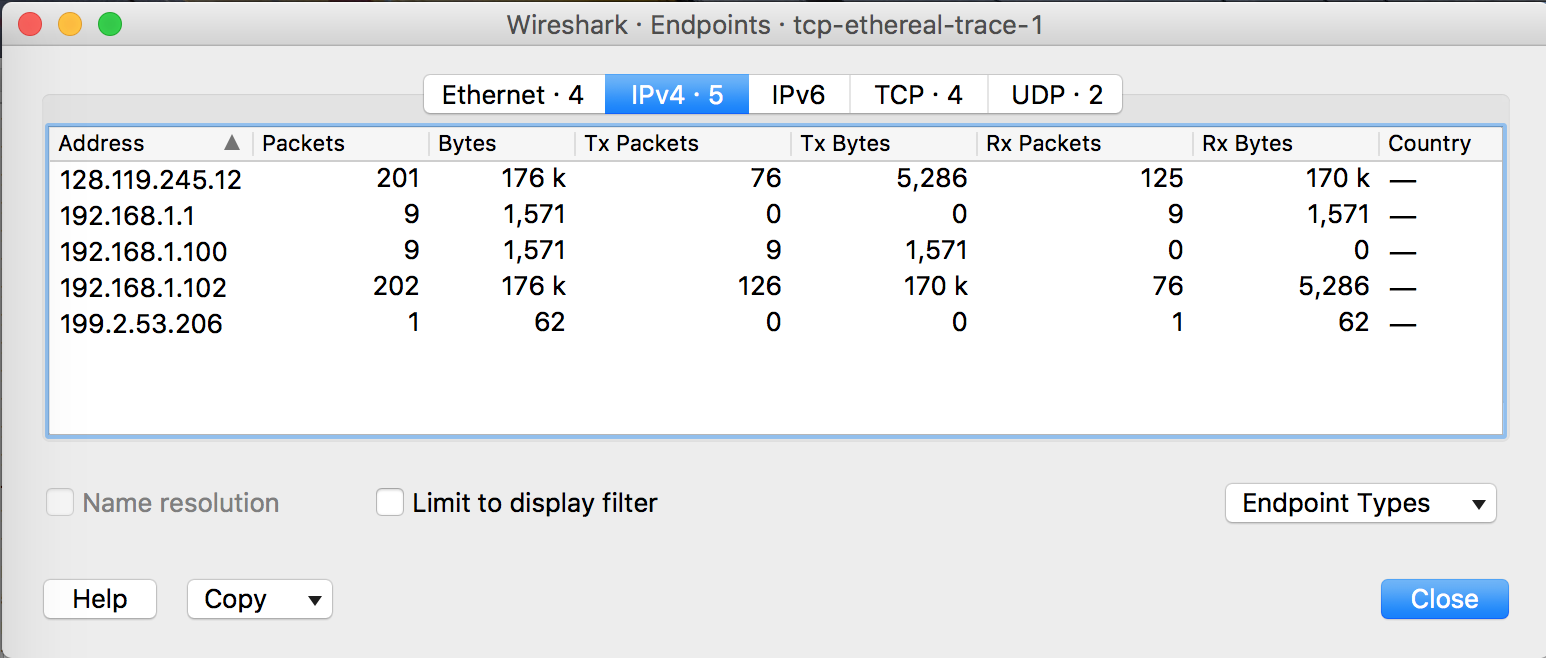 Wireshark · Endpoints · tcp-ethereal-trace-1
Ethernet · 4 IPv4 · 5 IPv6 TCP · 4 UDP · 2
Address Packets Bytes Tx Packets Tx Bytes Rx Packets Rx Bytes Country
128.119.245.12 201 176 k 76 5,286 125 170 k —
192.168.1.1 9 1,571 0 0 9 1,571 —
192.168.1.100 9 1,571 9 1,571 0 0 —
192.168.1.102 202 176 k 126 170 k 76 5,286 —
199.2.53.206 1 62 0 0 1 62 —
Name resolution Limit to display filter Endpoint Types
Help Copy Close